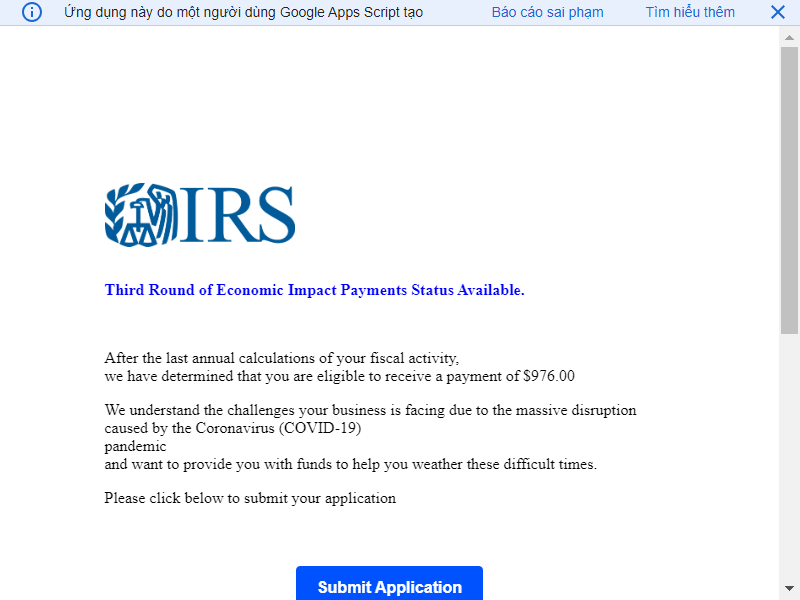 Ứng dụng này do một người dùng Google Apps Script tạo Báo cáo sai phạm Tìm hiểu thêm
IRS
Third Round of Economic Impact Payments Status Available.
After the last annual calculations of your fiscal activity,
we have determined that you are eligible to receive a payment of $976.00
We understand the challenges your business is facing due to the massive disruption
caused by the Coronavirus (COVID-19)
pandemic
and want to provide you with funds to help you weather these difficult times.
Please click below to submit your application
Submit Application